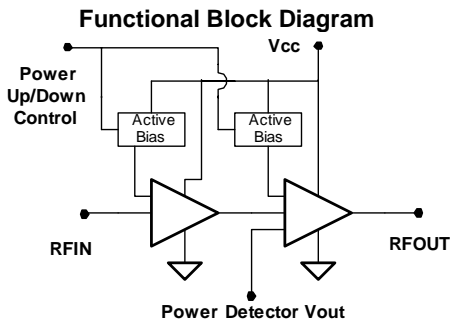 Functional Block Diagram
Vcc
Power
Up/Down
Control
Active
Bias
Active
Bias
RFIN
RFOUT
Power Detector Vout